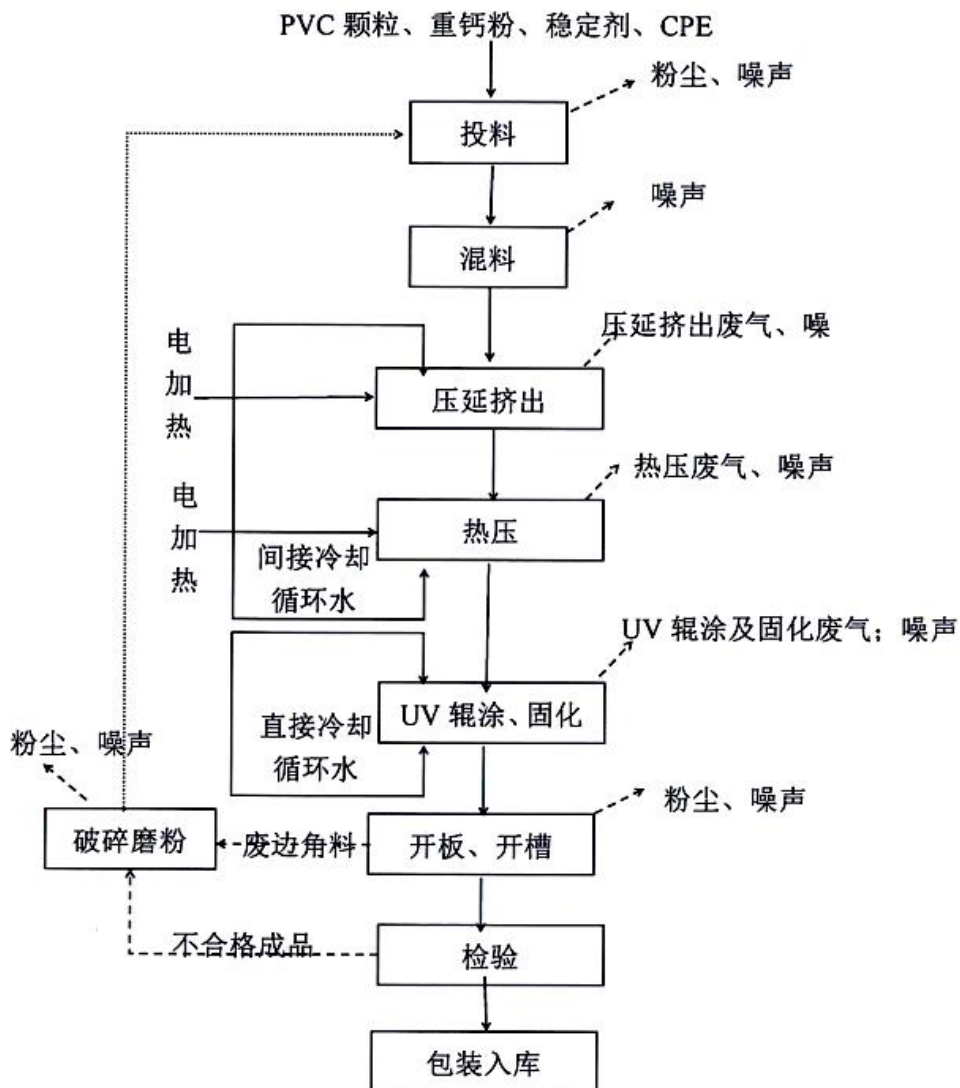 PVC 颗粒、重钙粉、稳定剂、CPE
粉尘、噪声
投料
噪声
混料
压延挤出废气、噪
电加热
压延挤出
热压废气、噪声
电加热
热压
间接冷却
循环水
UV 辊涂及固化废气；噪声
UV 辊涂、固化
直接冷却
循环水
粉尘、噪声
粉尘、噪声
破碎磨粉
废边角料
开板、开槽
不合格成品
检验
包装入库